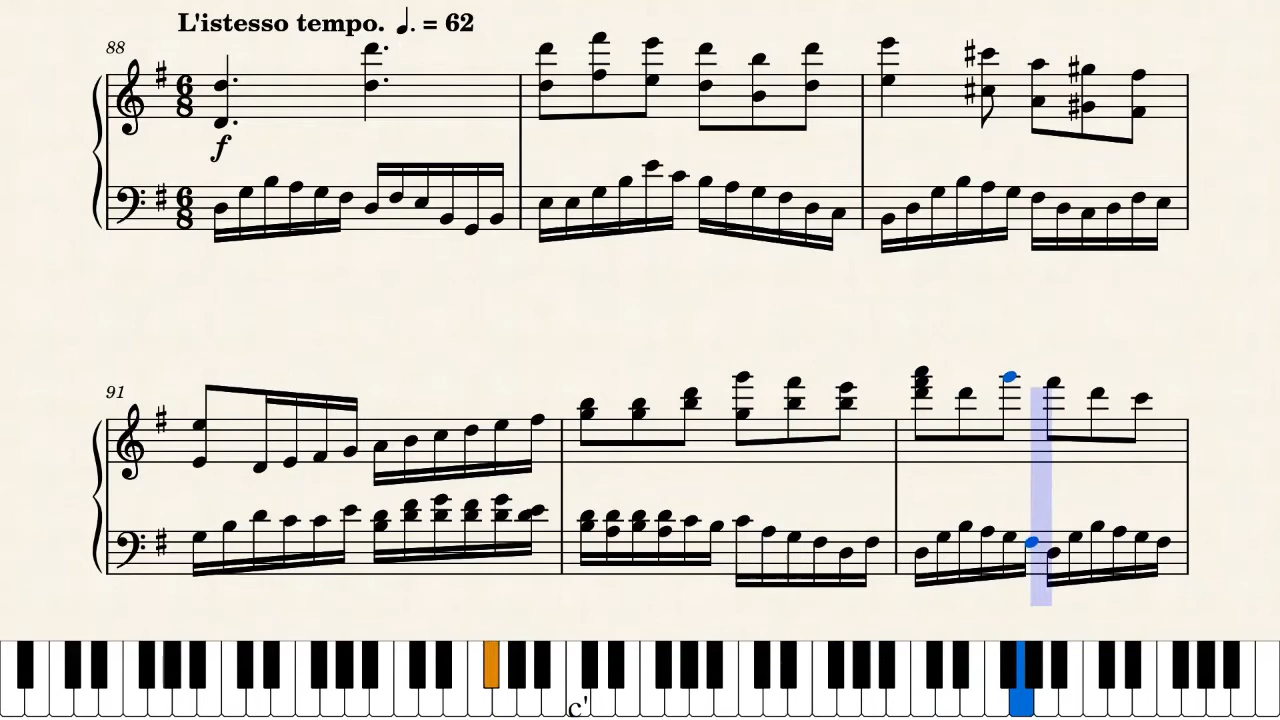 L'istesso tempo. ♩. = 62
88
6 8
f
6 8
91
c'